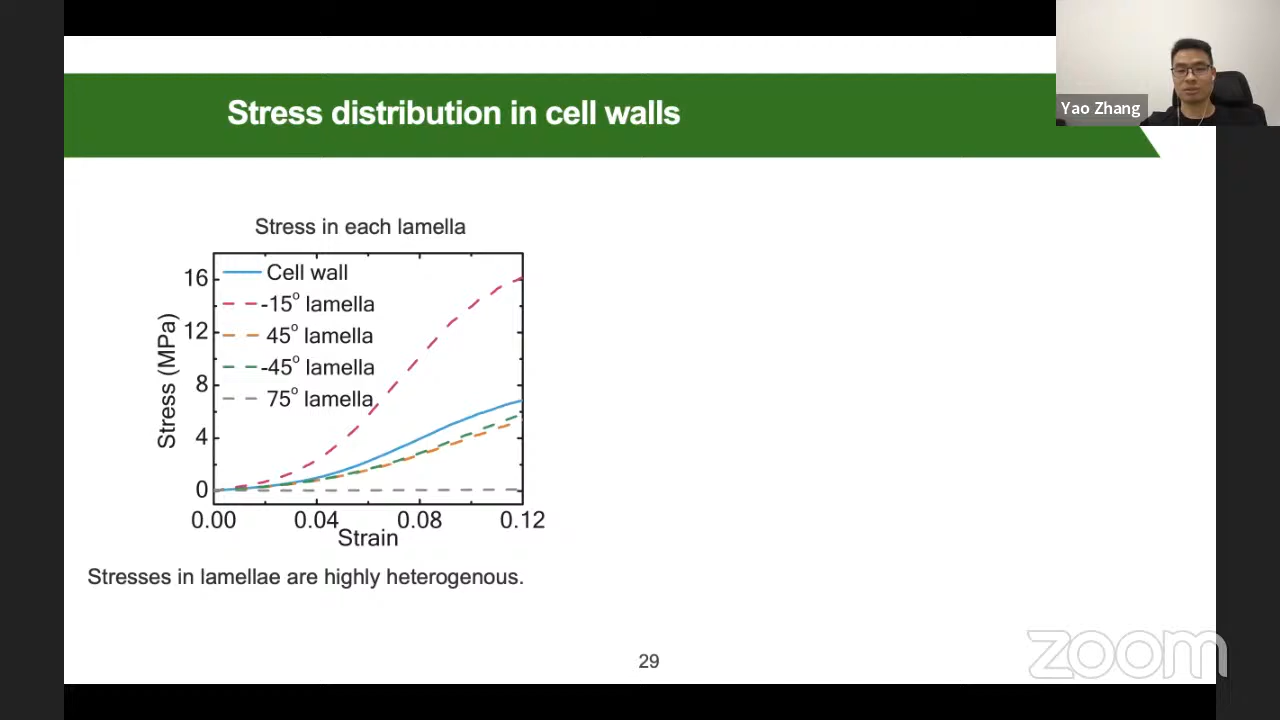 Yao Zhang
Stress distribution in cell walls
Stress in each lamella
Stress (MPa)
16
12
8
4
0
Cell wall
-15° lamella
45° lamella
-45° lamella
75° lamella
0.00 0.04 0.08 0.12
Strain
Stresses in lamellae are highly heterogenous.
29
zoom